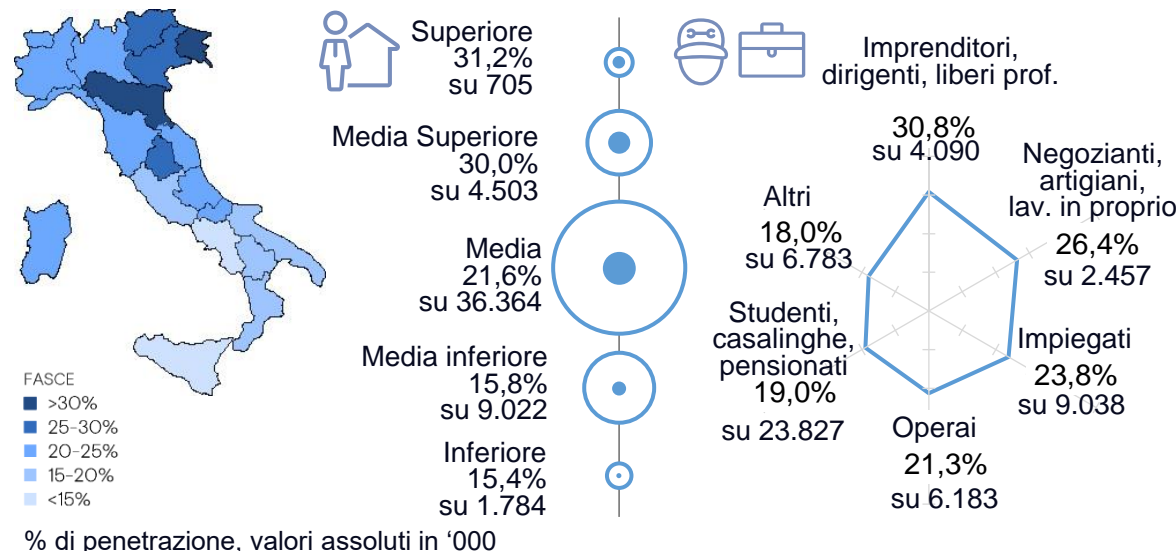 Superiore
31,2%
su 705
Media Superiore
30,0%
su 4.503
Media
21,6%
su 36.364
Media inferiore
15,8%
su 9.022
Inferiore
15,4%
su 1.784
Imprenditori,
dirigenti, liberi prof.
30,8%
su 4.090
Negozianti,
artigiani,
lav. in proprio
26,4%
su 2.457
Impiegati
23,8%
su 9.038
Operai
21,3%
su 6.183
Studenti,
casalinghe,
pensionati
19,0%
su 23.827
Altri
18,0%
su 6.783
FASCE
>30%
25-30%
20-25%
15-20%
<15%
% di penetrazione, valori assoluti in ‘000